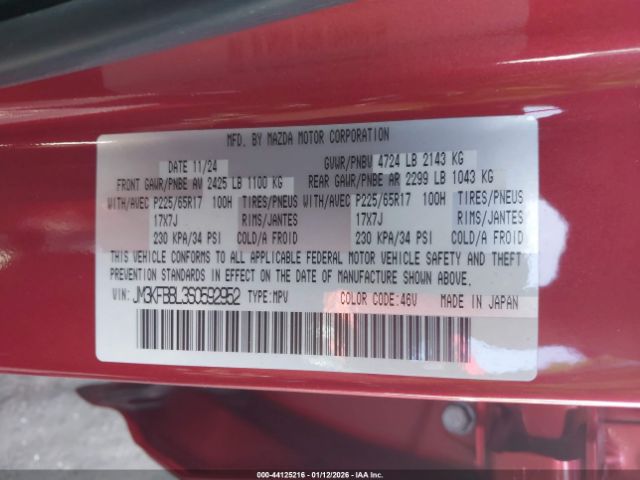 MFD. BY MAZDA MOTOR CORPORATION
DATE 11/24 GVWR/PNBV 4724 LB 2143 KG
FRONT GAWR/PNBE AV 2425 LB 1100 KG REAR GAWR/PNBE AR 2299 LB 1043 KG
WITH/AVEC P225/65R17 100H TIRES/PNEUS WITH/AVEC P225/65R17 100H TIRES/PNEUS
17X7J RIMS/JANTES 17X7J RIMS/JANTES
230 KPA/34 PSI COLD/A FROID 230 KPA/34 PSI COLD/A FROID
THIS VEHICLE CONFORMS TO ALL APPLICABLE FEDERAL MOTOR VEHICLE SAFETY AND THEFT
PREVENTION STANDARDS IN EFFECT ON THE DATE OF MANUFACTURE SHOWN ABOVE.
VIN: JM3KFBBL3S0592952 TYPE:MPV COLOR CODE:46V MADE IN JAPAN
000-44125216 - 01/12/2026 - IAA Inc.